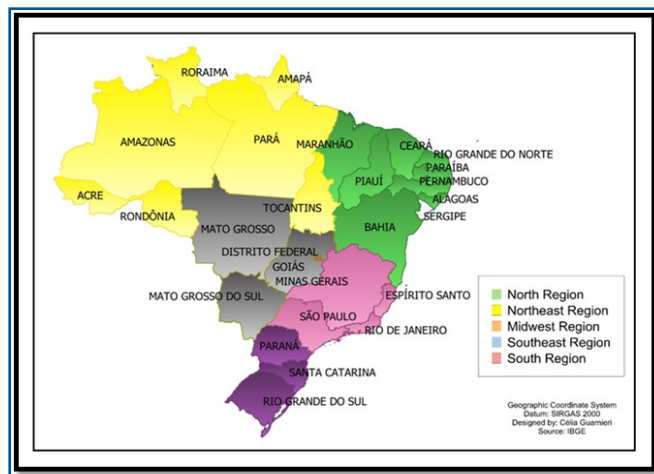 RORAIMA
AMAPÁ
AMAZONAS
PARÁ
MARANHÃO
CEARÁ
RIO GRANDE DO NORTE
PARAÍBA
PIAUÍ
PERNAMBUCO
ACRE
ALAGOAS
TOCANTINS
SERGIPE
RONDÔNIA
MATO GROSSO
BAHIA
DISTRITO FEDERAL
GOIÁS
MINAS GERAIS
MATO GROSSO DO SUL
ESPÍRITO SANTO
SÃO PAULO
RIO DE JANEIRO
PARANÁ
SANTA CATARINA
RIO GRANDE DO SUL
North Region
Northeast Region
Midwest Region
Southeast Region
South Region
Geographic Coordinate System
Datum: SIRGAS 2000
Designed by: Célia Guarnieri
Source: IBGE